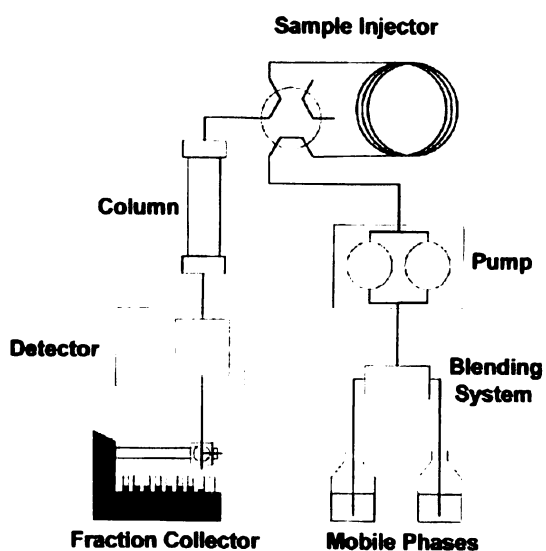 Sample Injector
Column
Pump
Detector
Blending
System
Fraction Collector
Mobile Phases